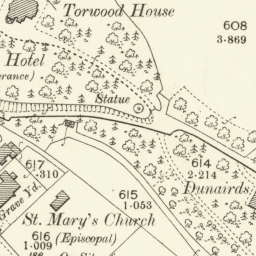 Torwood House
608
3·869
Hotel
erance)
Statue
617
·310
614
2·214
Dunairds
615
1·053
Grave Yd.
St. Mary's Church
616
1·009
(Episcopal)